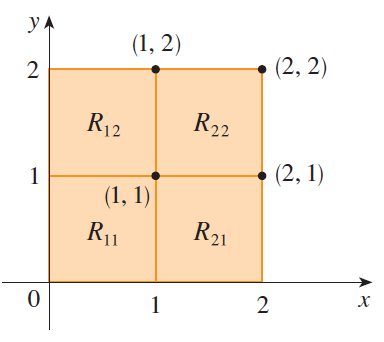 y
(1, 2)
2
(2, 2)
R₁₂
R₂₂
1
(2, 1)
(1, 1)
R₁₁
R₂₁
0
1
2
x